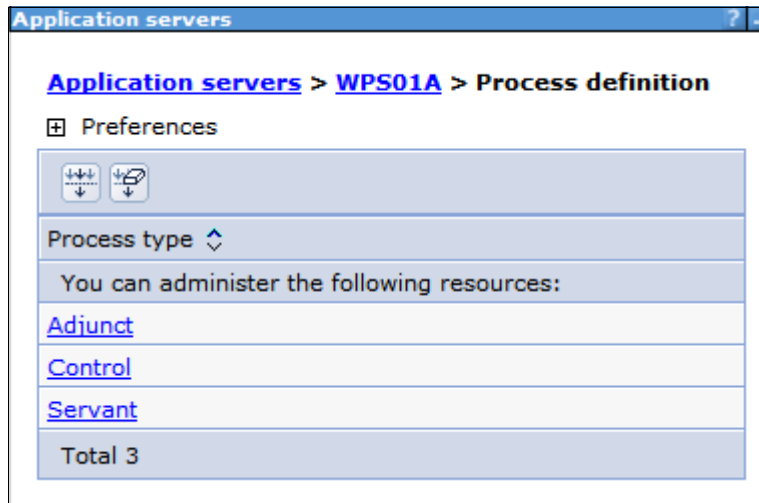 Application servers ? -
Application servers > WPS01A > Process definition
Preferences
Process type
You can administer the following resources:
Adjunct
Control
Servant
Total 3